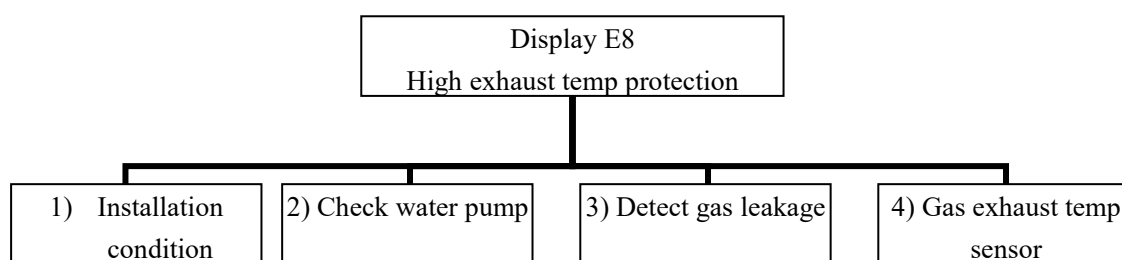 Display E8
High exhaust temp protection
1) Installation
condition
2) Check water pump
3) Detect gas leakage
4) Gas exhaust temp
sensor